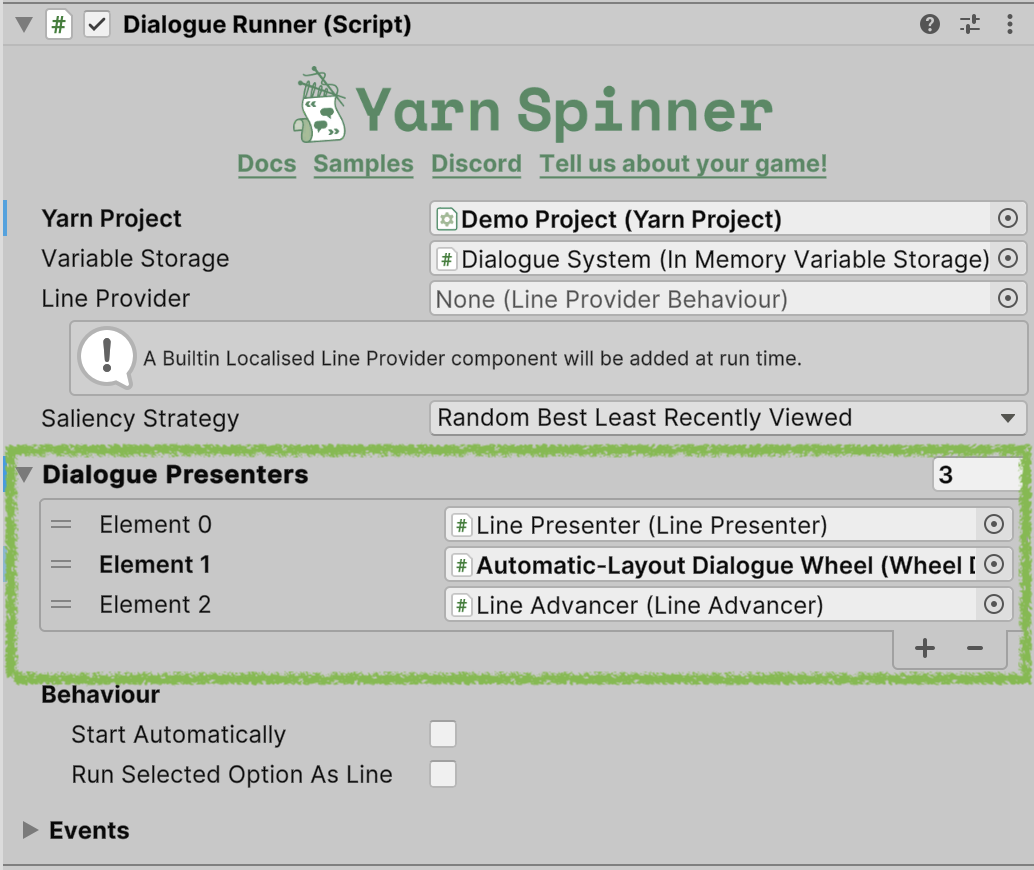 # Dialogue Runner (Script)
Yarn Spinner
Docs Samples Discord Tell us about your game!
Yarn Project Demo Project (Yarn Project)
Variable Storage # Dialogue System (In Memory Variable Storage)
Line Provider None (Line Provider Behaviour)
! A Builtin Localised Line Provider component will be added at run time.
Saliency Strategy Random Best Least Recently Viewed
Dialogue Presenters 3
Element 0 # Line Presenter (Line Presenter)
Element 1 # Automatic-Layout Dialogue Wheel (Wheel
Element 2 # Line Advancer (Line Advancer)
+ −
Behaviour
Start Automatically
Run Selected Option As Line
Events